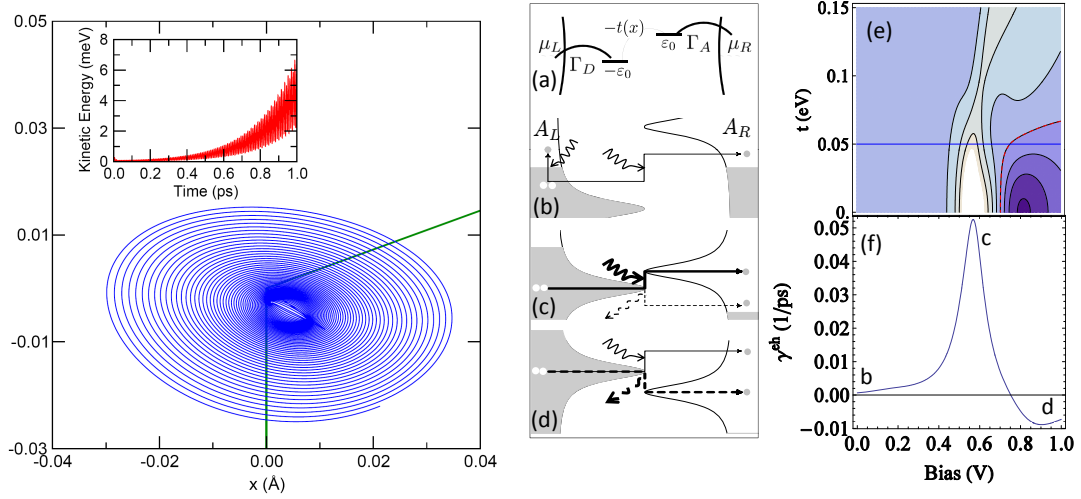 0.05
0.03
0.01
-0.01
-0.03
-0.04
-0.02
0.00
0.02
0.04
x (Å)
Kinetic Energy (meV)
8
6
4
2
0
0.0
0.2
0.4
0.6
0.8
1.0
Time (ps)
(a)
μL
ΓD
−ε0
−t(x)
ε0
ΓA
μR
AL
AR
(b)
(c)
(d)
(e)
t (eV)
0.15
0.10
0.05
0.
(f)
γeh (1/ps)
0.05
0.04
0.03
0.02
0.01
0.00
−0.01
b
c
d
0.0
0.2
0.4
0.6
0.8
1.0
Bias (V)